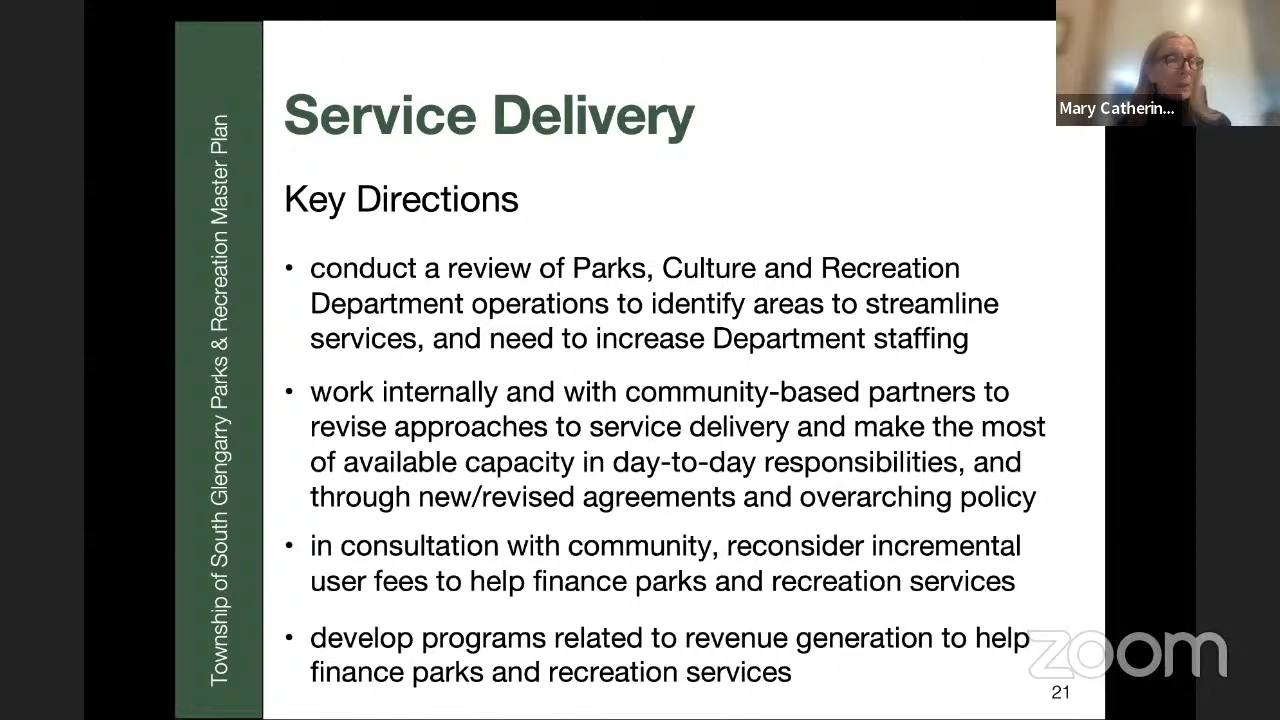 Service Delivery
Key Directions
• conduct a review of Parks, Culture and Recreation
Department operations to identify areas to streamline
services, and need to increase Department staffing
• work internally and with community-based partners to
revise approaches to service delivery and make the most
of available capacity in day-to-day responsibilities, and
through new/revised agreements and overarching policy
• in consultation with community, reconsider incremental
user fees to help finance parks and recreation services
• develop programs related to revenue generation to help
finance parks and recreation services
21
Township of South Glengarry Parks & Recreation Master Plan
Mary Catherin...
zoom